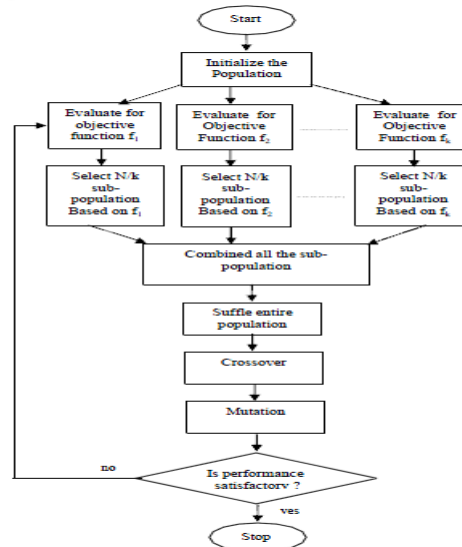 Start
Initialize the
Population
Evaluate for
objective
function f1
Evaluate for
Objective
Function f2
Evaluate for
Objective
Function fk
Select N/k
sub-
population
Based on f1
Select N/k
sub
population
Based on f2
Select N/k
sub-
population
Based on fk
Combined all the sub-
population
Suffle entire
population
Crossover
Mutation
no
Is performance
satisfactory ?
yes
Stop